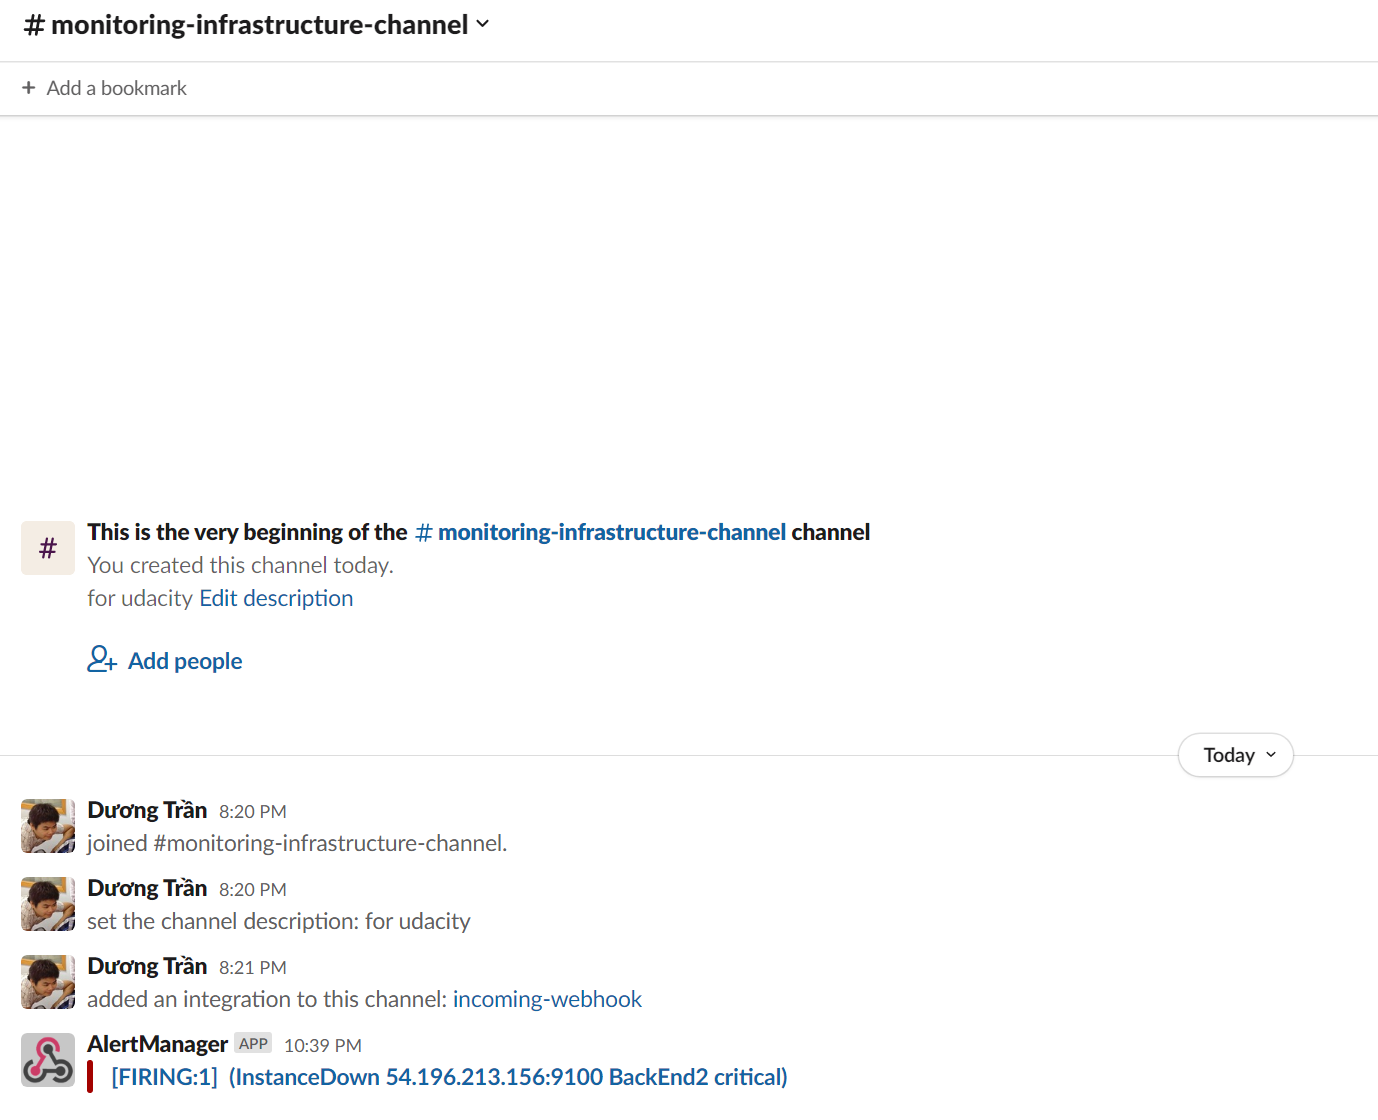 # monitoring-infrastructure-channel
+ Add a bookmark
# This is the very beginning of the # monitoring-infrastructure-channel channel
You created this channel today.
for udacity Edit description
Add people
Today
Dương Trần 8:20 PM
joined #monitoring-infrastructure-channel.
Dương Trần 8:20 PM
set the channel description: for udacity
Dương Trần 8:21 PM
added an integration to this channel: incoming-webhook
AlertManager APP 10:39 PM
[FIRING:1] (InstanceDown 54.196.213.156:9100 BackEnd2 critical)